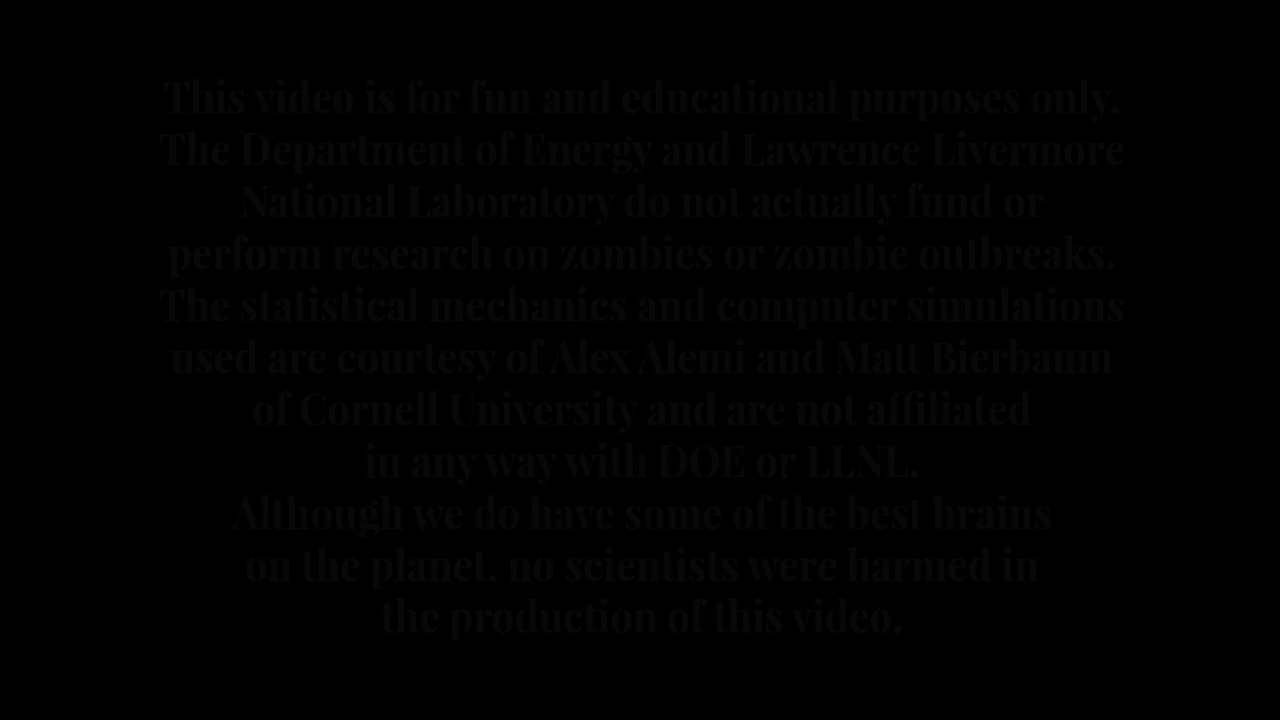 This video is for fun and educational purposes only.
The Department of Energy and Lawrence Livermore
National Laboratory do not actually fund or
perform research on zombies or zombie outbreaks.
The statistical mechanics and computer simulations
used are courtesy of Alex Alemi and Matt Bierbaum
of Cornell University and are not affiliated
in any way with DOE or LLNL.
Although we do have some of the best brains
on the planet, no scientists were harmed in
the production of this video.